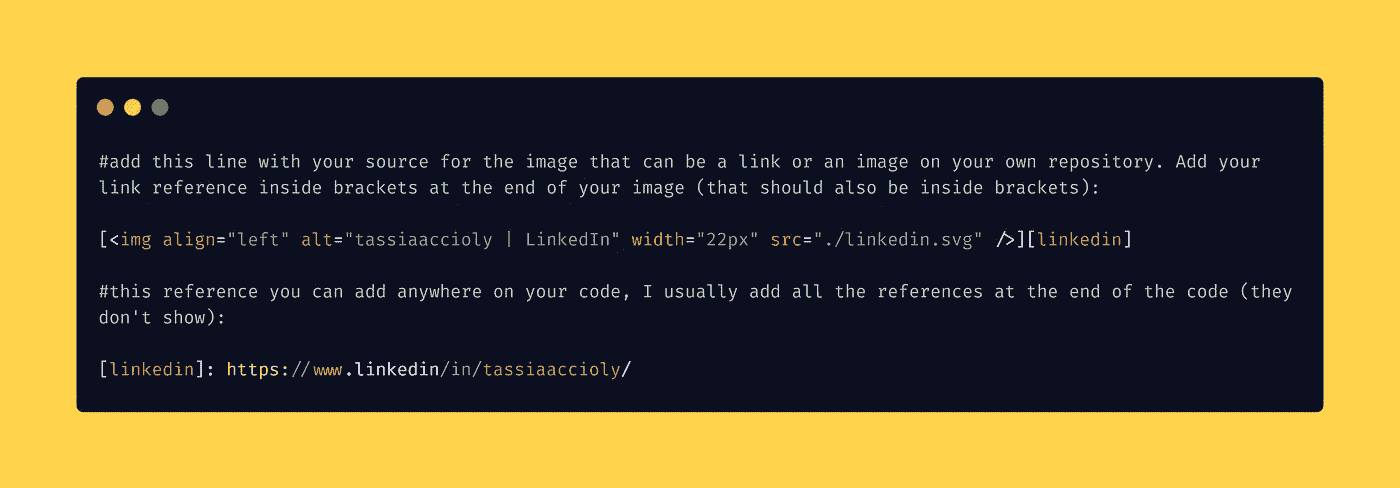 #add this line with your source for the image that can be a link or an image on your own repository. Add your
link reference inside brackets at the end of your image (that should also be inside brackets):
[<img align="left" alt="tassiaaccioly | LinkedIn" width="22px" src="./linkedin.svg" />][linkedin]
#this reference you can add anywhere on your code, I usually add all the references at the end of the code (they
don't show):
[linkedin]: https://www.linkedin/in/tassiaaccioly/